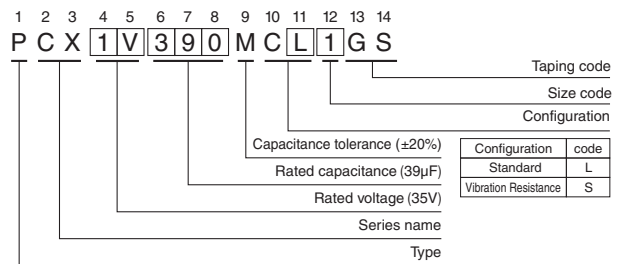 1 2 3 4 5 6 7 8 9 10 11 12 13 14
P C X 1 V 3 9 0 M C L 1 G S
Taping code
Size code
Configuration
Capacitance tolerance (±20%)
Rated capacitance (39μF)
Rated voltage (35V)
Series name
Type
Configuration code
Standard L
Vibration Resistance S